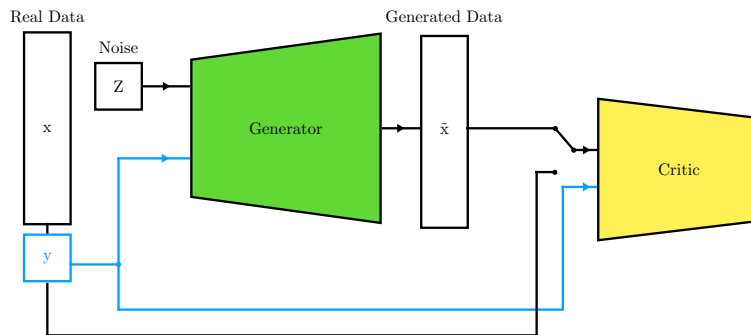 Real Data
Generated Data
Noise
Z
x
Generator
x̃
Critic
y